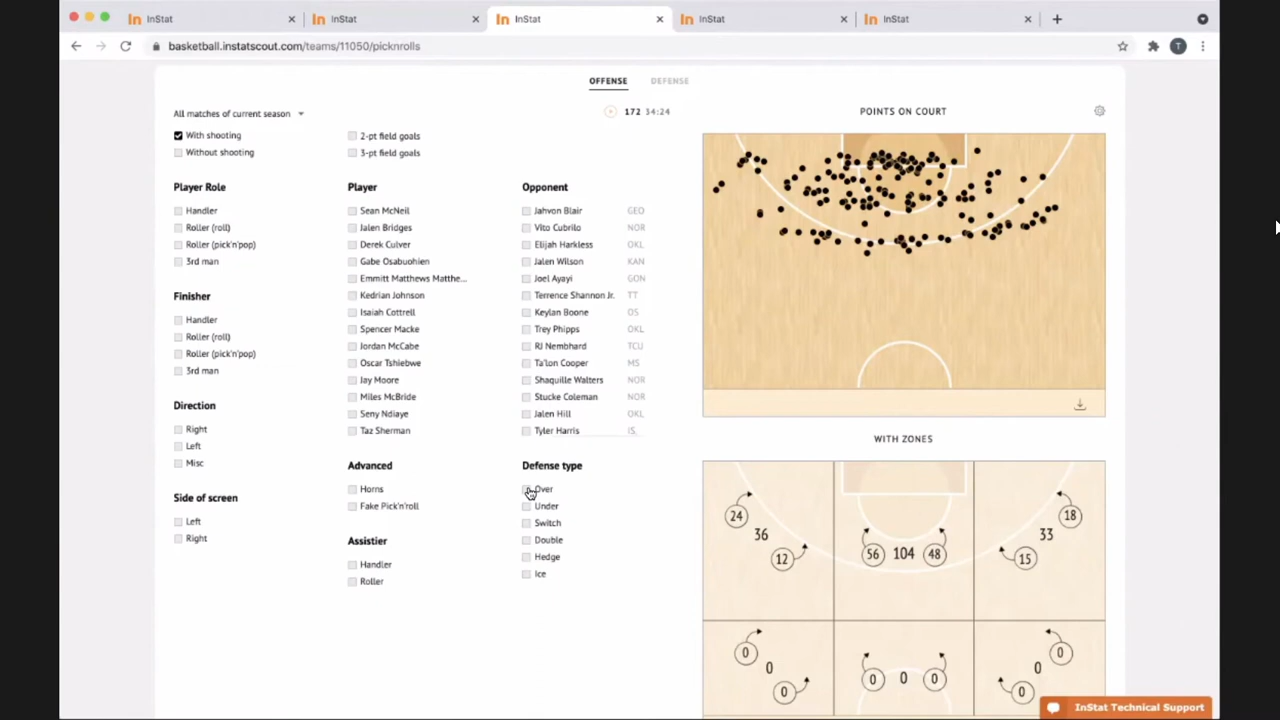 InStat InStat InStat InStat InStat
basketball.instatscout.com/teams/11050/picknrolls T
OFFENSE DEFENSE
All matches of current season 172 34:24 POINTS ON COURT
With shooting 2-pt field goals
Without shooting 3-pt field goals
Player Role Player Opponent
Handler Sean McNeil Jahvon Blair GEO
Roller (roll) Jalen Bridges Vito Cubrilo NOR
Roller (pick'n'pop) Derek Culver Elijah Harkless OKL
3rd man Gabe Osabuohien Jalen Wilson KAN
Emmitt Matthews Matthe... Joel Ayayi GON
Finisher Kedrian Johnson Terrence Shannon Jr. TT
Isaiah Cottrell Keylan Boone OS
Handler Spencer Macke Trey Phipps OKL
Roller (roll) Jordan McCabe RJ Nembhard TCU
Roller (pick'n'pop) Oscar Tshiebwe Ta'lon Cooper MS
3rd man Jay Moore Shaquille Walters NOR
Miles McBride Stucke Coleman NOR
Direction Seny Ndiaye Jalen Hill OKL
Right Taz Sherman Tyler Harris IS
Left WITH ZONES
Misc Advanced Defense type
Horns Over
Side of screen Fake Pick'n'roll Under
Left Switch
Right Assistier Double
Handler Hedge
Roller Ice
24 36 12 56 104 48 18 33 15
0 0 0 0 0 0 0 0 0
InStat Technical Support